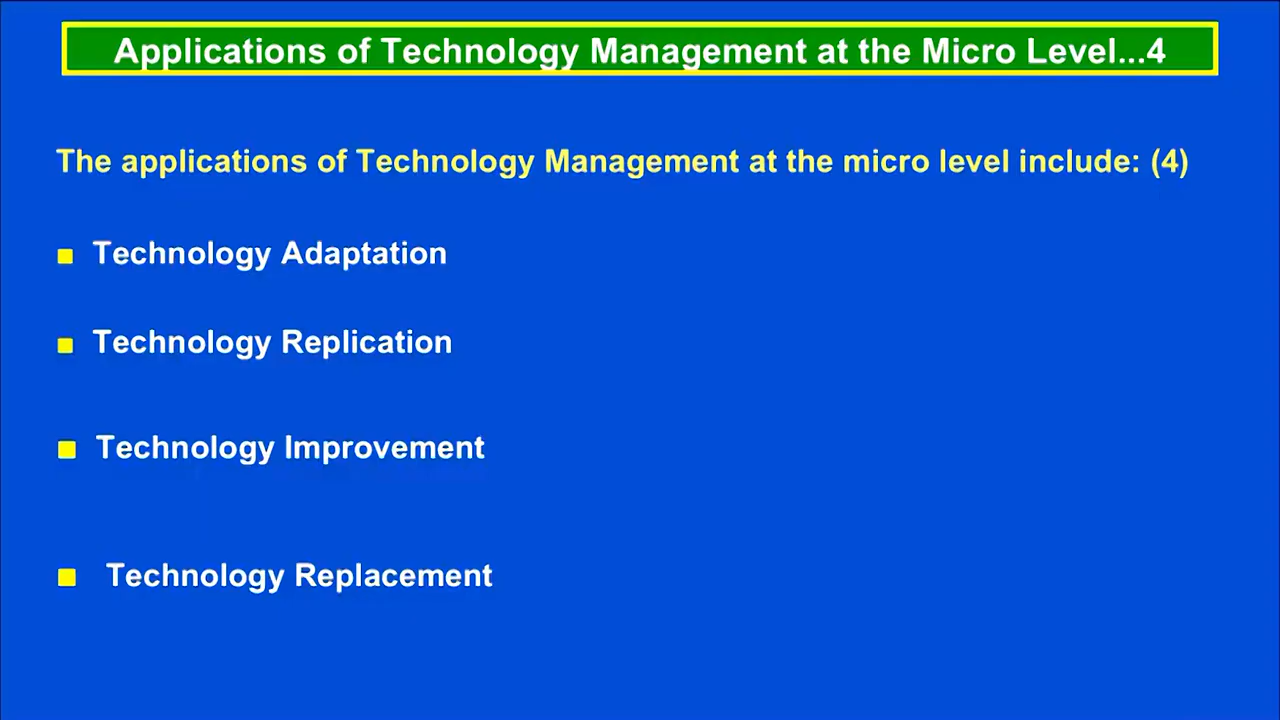 Applications of Technology Management at the Micro Level...4
The applications of Technology Management at the micro level include: (4)
Technology Adaptation
Technology Replication
Technology Improvement
Technology Replacement